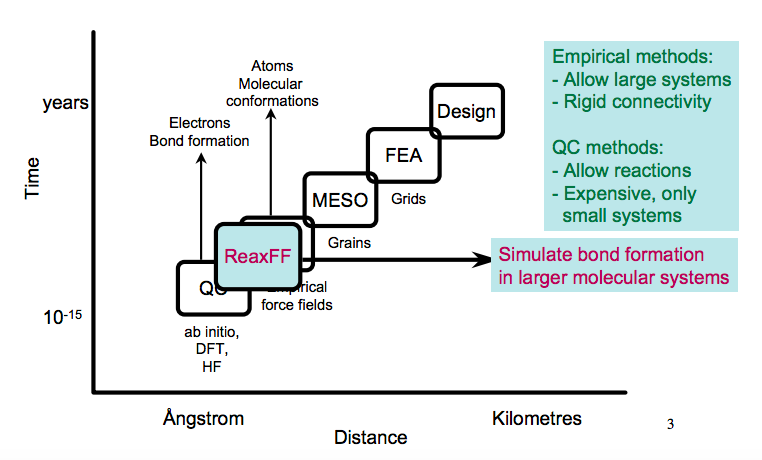 years
Time
10-15
Electrons
Bond formation
Atoms
Molecular
conformations
Design
FEA
Grids
MESO
Grains
ReaxFF
force fields
ab initio,
DFT,
HF
Ångstrom
Kilometres
Distance
Empirical methods:
- Allow large systems
- Rigid connectivity
QC methods:
- Allow reactions
- Expensive, only
small systems
Simulate bond formation
in larger molecular systems
3